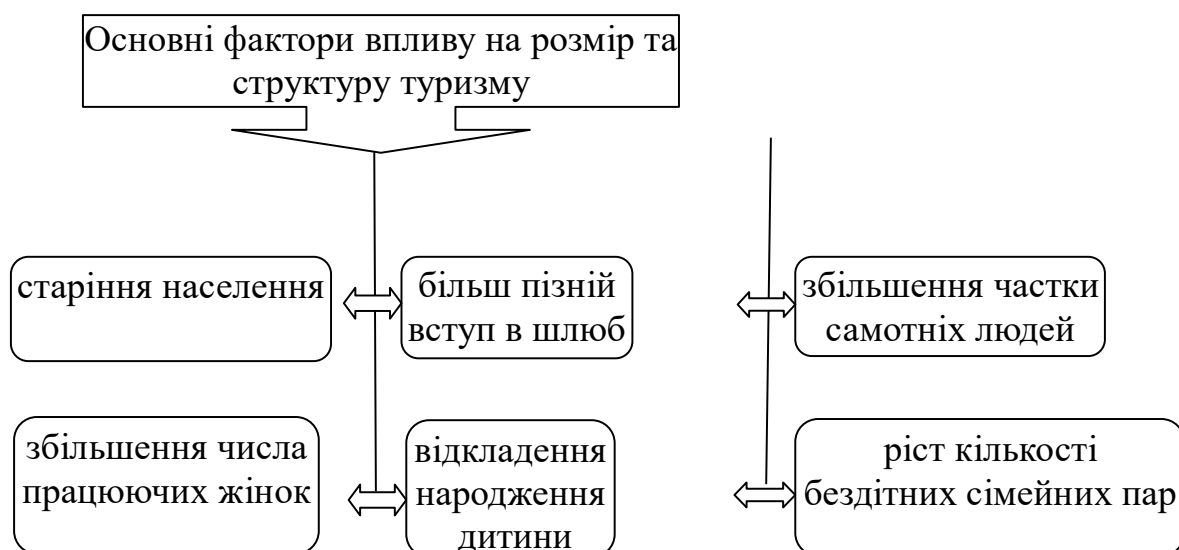 Основні фактори впливу на розмір та
структуру туризму
старіння населення
більш пізній
вступ в шлюб
збільшення частки
самотніх людей
збільшення числа
працюючих жінок
відкладення
народження
дитини
ріст кількості
бездітних сімейних пар